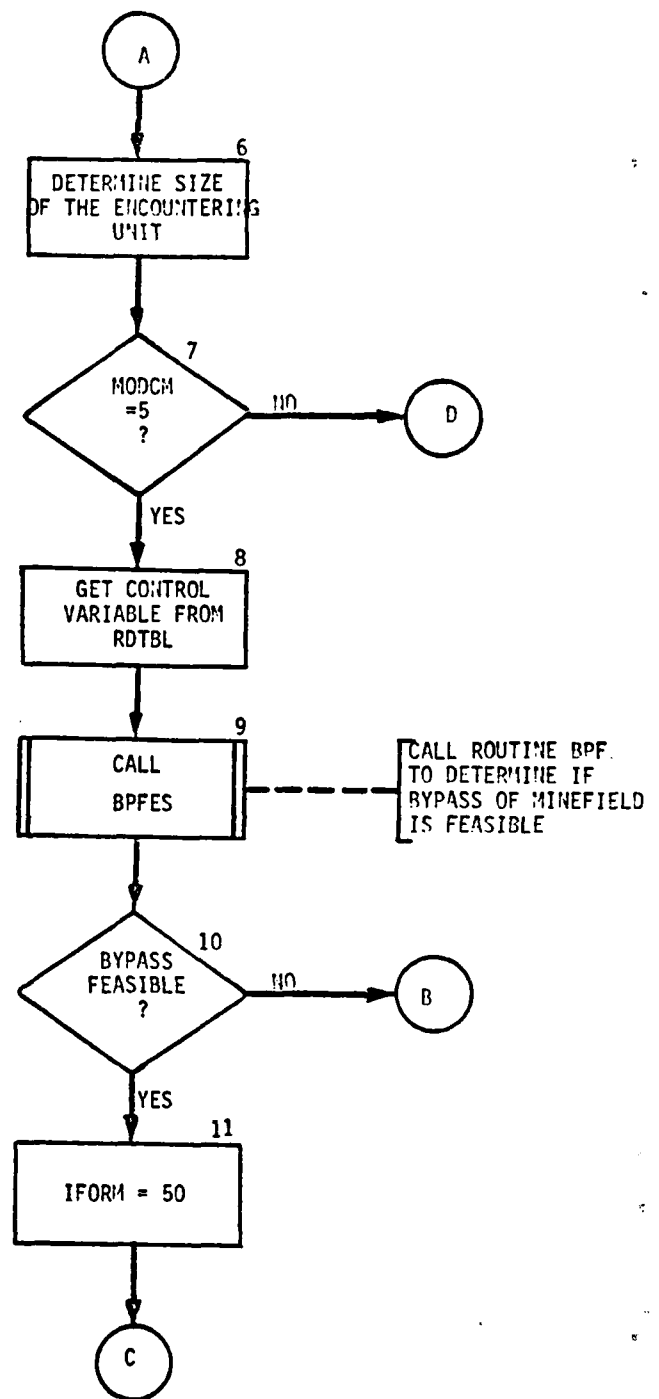 A
6
DETERMINE SIZE
OF THE ENCOUNTERING
UNIT
7
MODCM
=5
?
NO
D
YES
8
GET CONTROL
VARIABLE FROM
RDTBL
9
CALL
BPFES
CALL ROUTINE BPF.
TO DETERMINE IF
BYPASS OF MINEFIELD
IS FEASIBLE
10
BYPASS
FEASIBLE
?
NO
B
YES
11
IFORM = 50
C